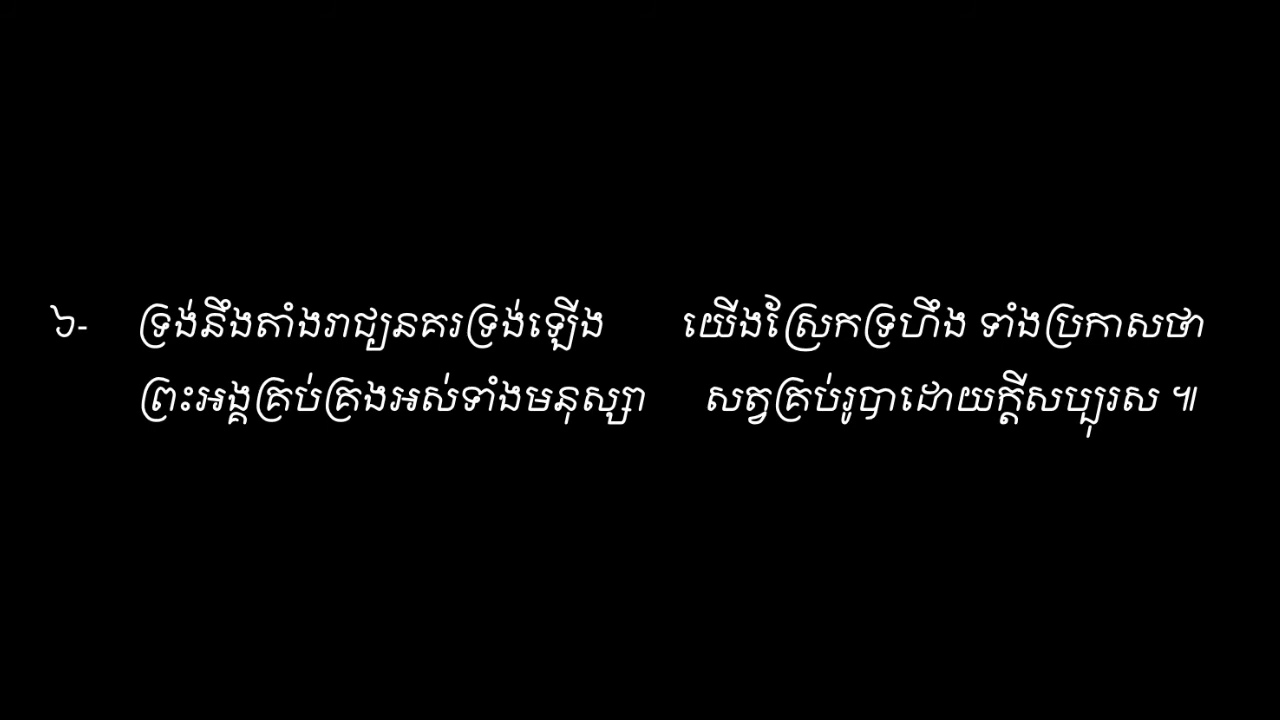 ៦- ទ្រង់នឹងតាំងរាជ្យនគរទ្រង់ឡើង យើងស្រែកទ្រហឹង ទាំងប្រកាសថា
ព្រះអង្គគ្រប់គ្រងអស់ទាំងមនុស្សា សត្វគ្រប់រូបាដោយក្ដីសប្បុរស ៕